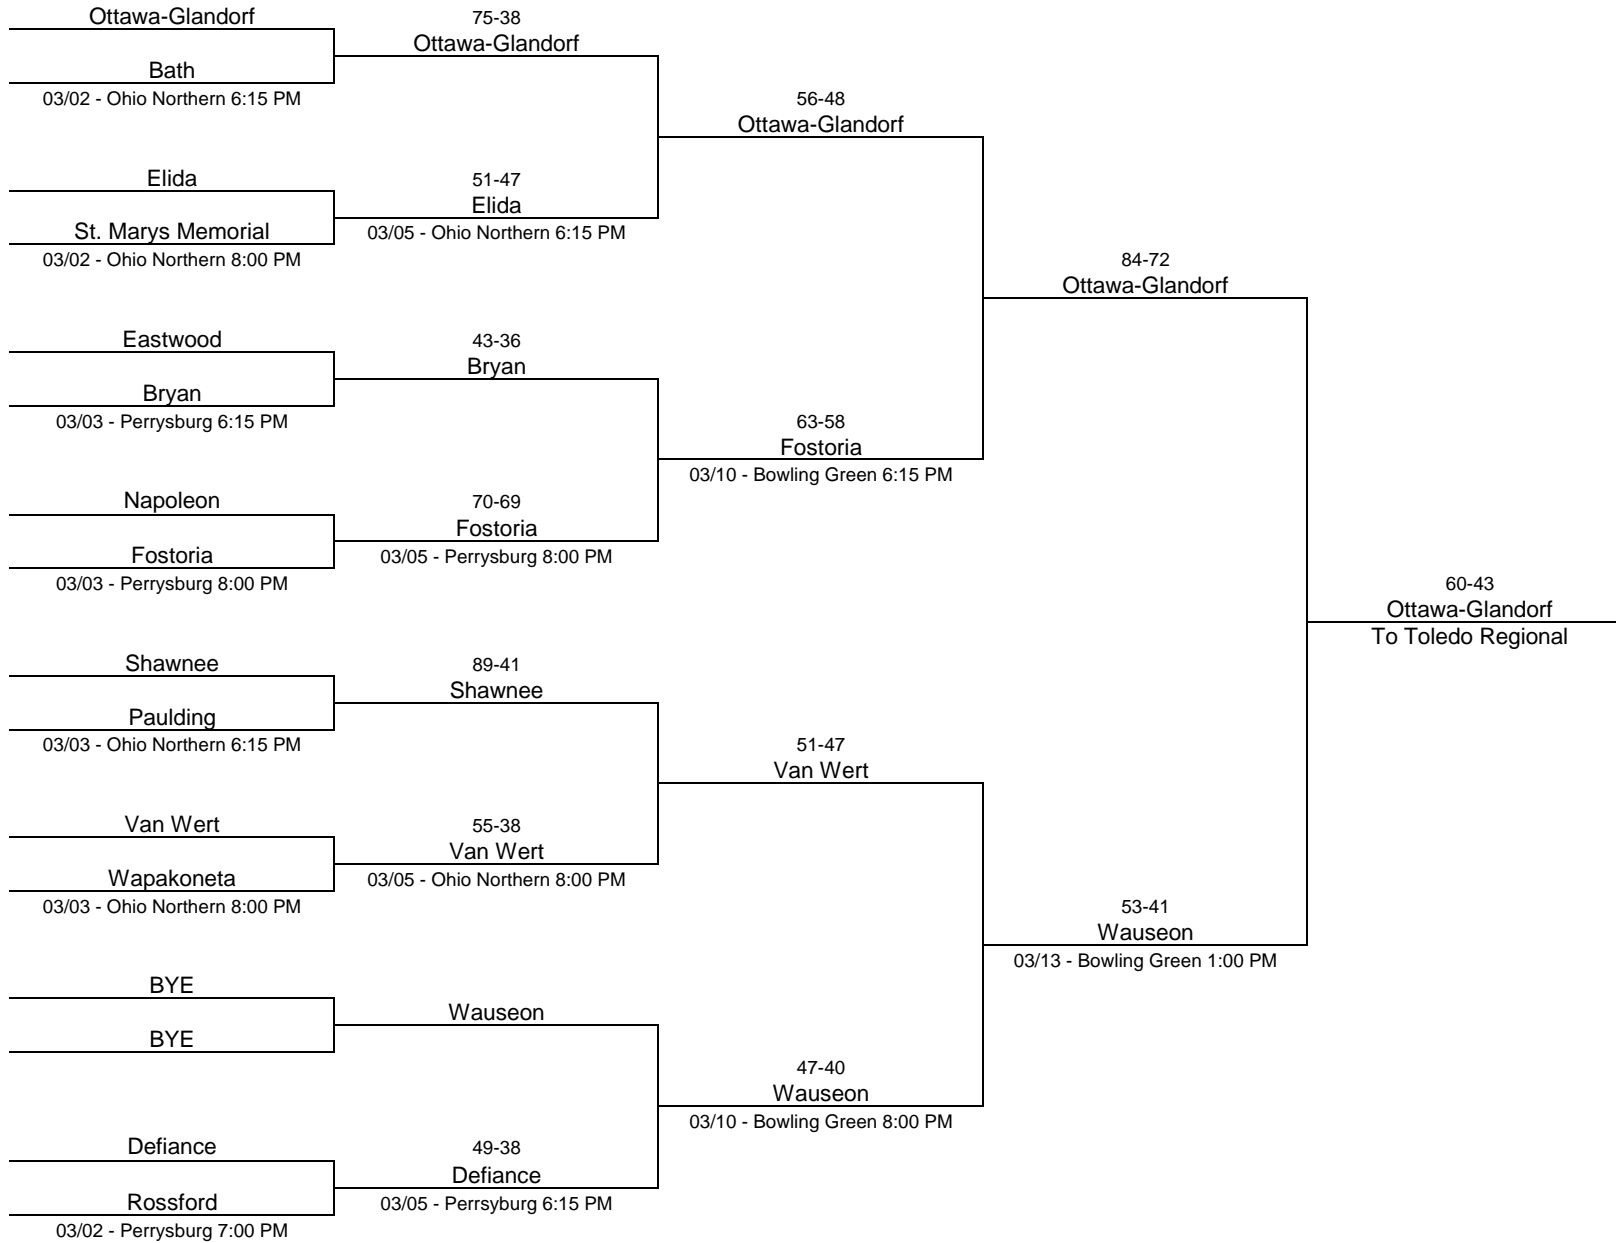 Ottawa-Glandorf
75-38
Ottawa-Glandorf
Bath
03/02 - Ohio Northern 6:15 PM
56-48
Ottawa-Glandorf
Elida
51-47
Elida
St. Marys Memorial
03/05 - Ohio Northern 6:15 PM
03/02 - Ohio Northern 8:00 PM
84-72
Ottawa-Glandorf
Eastwood
43-36
Bryan
Bryan
03/03 - Perrysburg 6:15 PM
63-58
Fostoria
03/10 - Bowling Green 6:15 PM
Napoleon
70-69
Fostoria
Fostoria
03/05 - Perrysburg 8:00 PM
03/03 - Perrysburg 8:00 PM
60-43
Ottawa-Glandorf
To Toledo Regional
Shawnee
89-41
Shawnee
Paulding
03/03 - Ohio Northern 6:15 PM
51-47
Van Wert
Van Wert
55-38
Van Wert
Wapakoneta
03/05 - Ohio Northern 8:00 PM
03/03 - Ohio Northern 8:00 PM
53-41
Wauseon
03/13 - Bowling Green 1:00 PM
BYE
Wauseon
BYE
47-40
Wauseon
03/10 - Bowling Green 8:00 PM
Defiance
49-38
Defiance
Rossford
03/05 - Perrsyburg 6:15 PM
03/02 - Perrysburg 7:00 PM